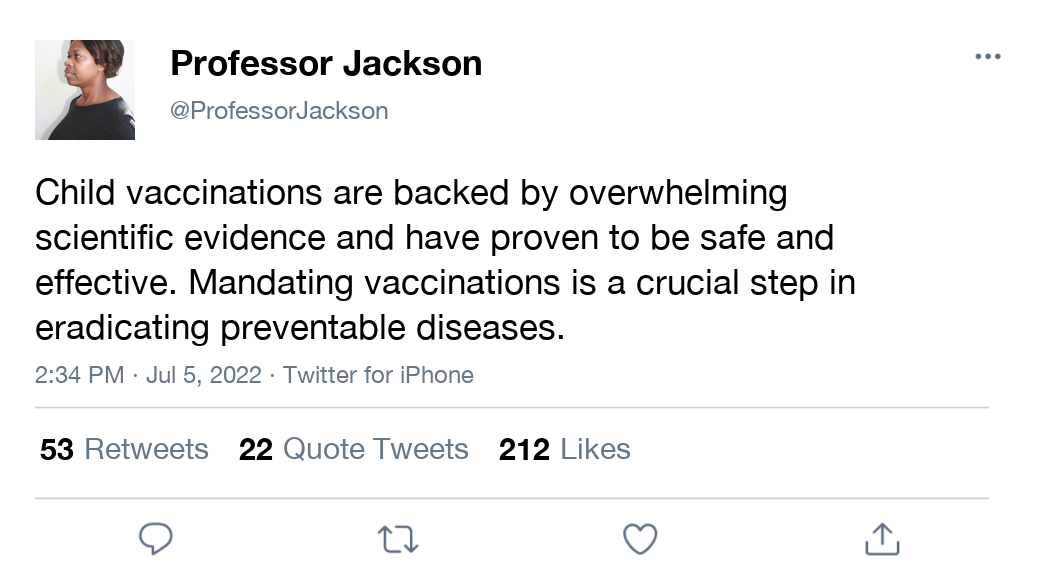 Professor Jackson
@ProfessorJackson
Child vaccinations are backed by overwhelming
scientific evidence and have proven to be safe and
effective. Mandating vaccinations is a crucial step in
eradicating preventable diseases.
2:34 PM · Jul 5, 2022 · Twitter for iPhone
53 Retweets 22 Quote Tweets 212 Likes